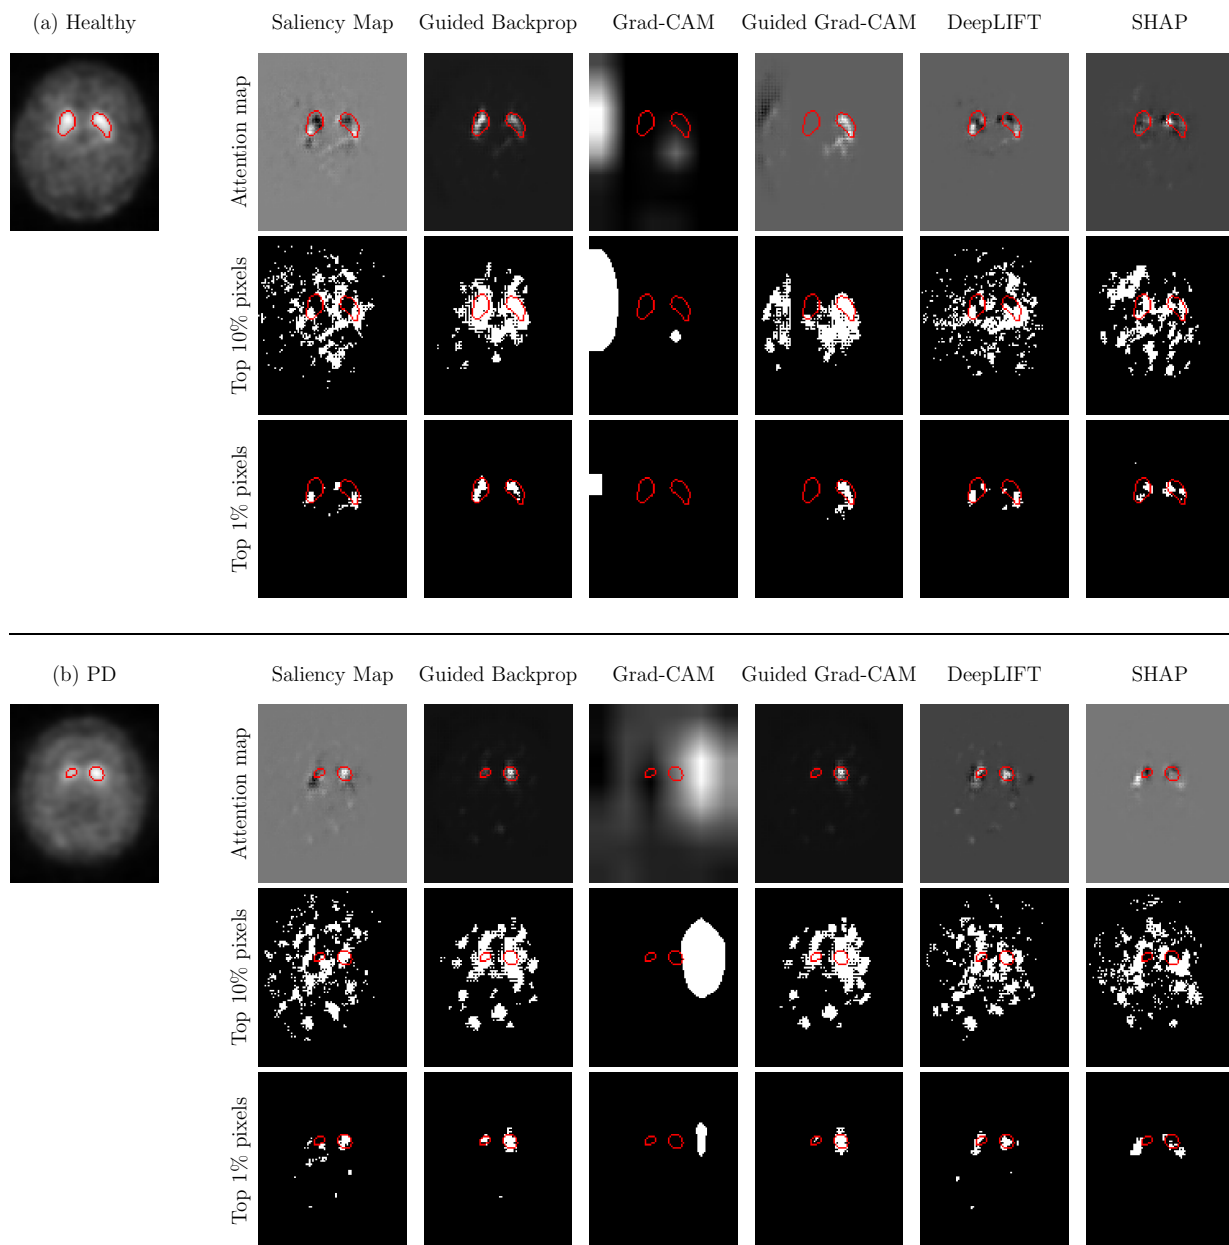 (a) Healthy
Saliency Map
Guided Backprop
Grad-CAM
Guided Grad-CAM
DeepLIFT
SHAP
Attention map
Top 10% pixels
Top 1% pixels
(b) PD
Saliency Map
Guided Backprop
Grad-CAM
Guided Grad-CAM
DeepLIFT
SHAP
Attention map
Top 10% pixels
Top 1% pixels